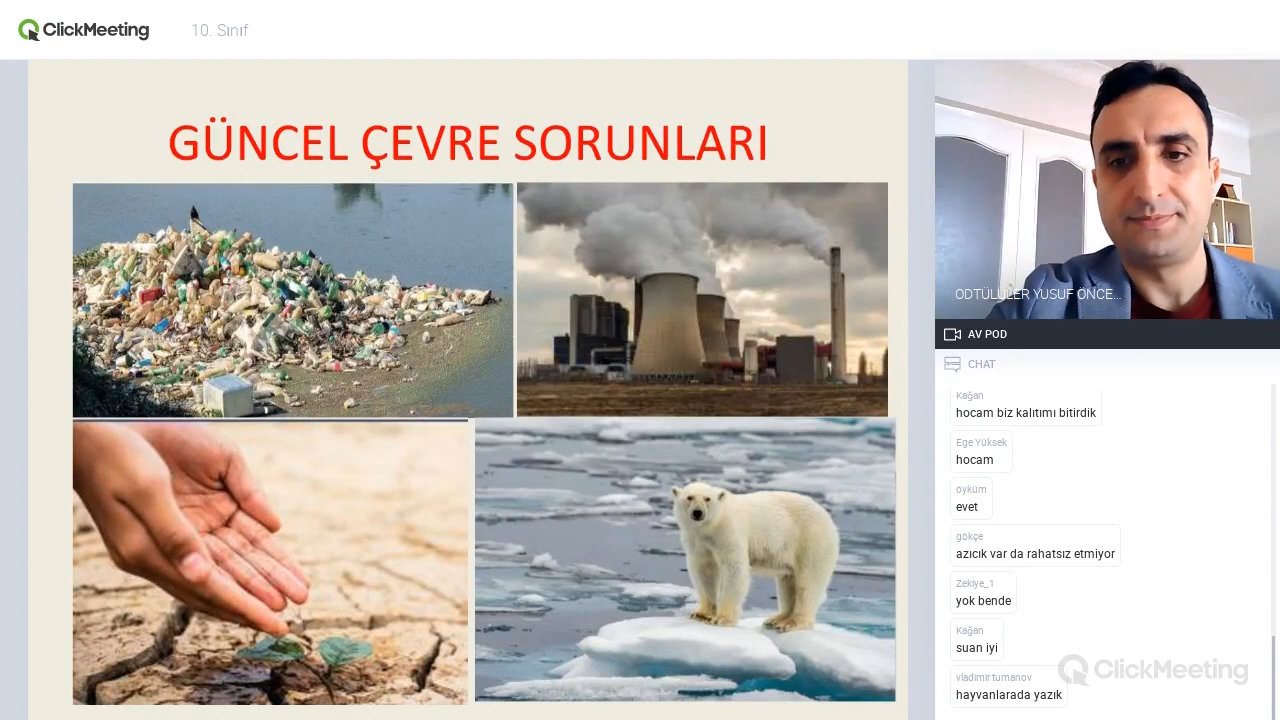 ClickMeeting
10. Sınıf
GÜNCEL ÇEVRE SORUNLARI
ODTÜLÜLER YUSUF ÖNCE...
AV POD
CHAT
Kağan
hocam biz kalıtımı bitirdik
Ege Yüksek
hocam
öyküm
evet
gökçe
azıcık var da rahatsız etmiyor
Zekiye_1
yok bende
Kağan
suan iyi
vladimir tumanov
hayvanlarada yazık
ClickMeeting